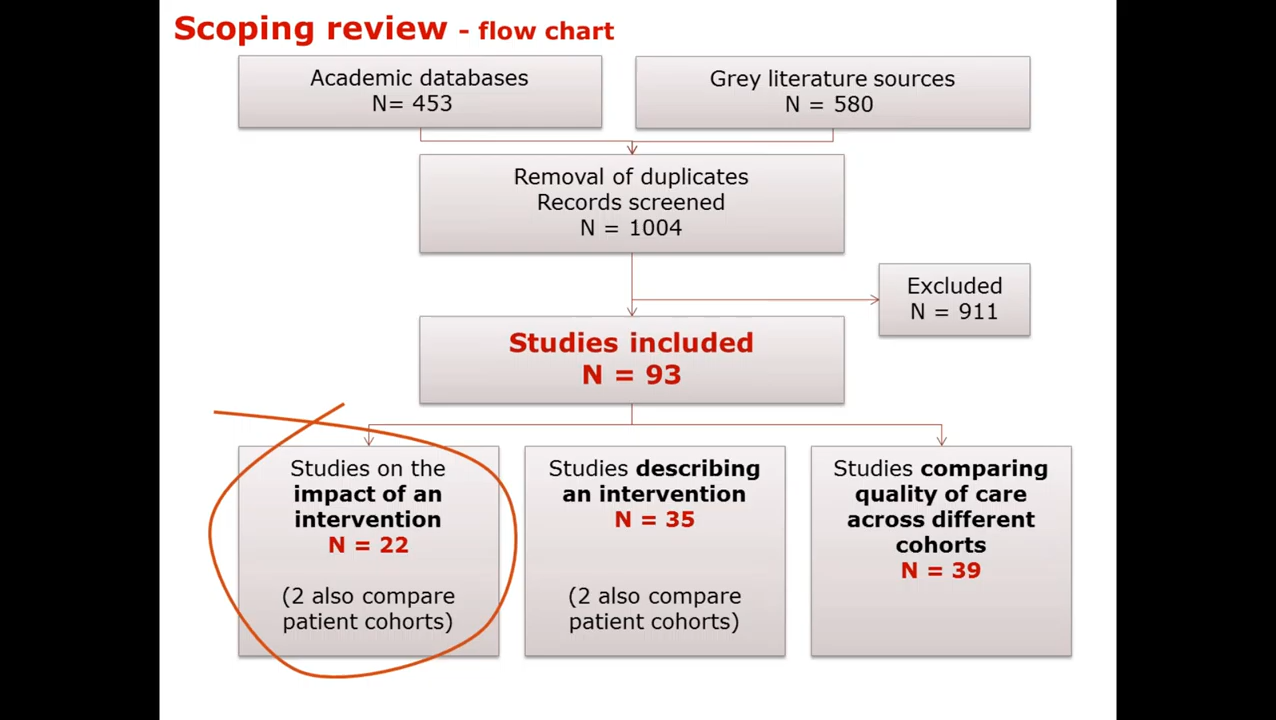 Scoping review - flow chart
Academic databases
N= 453
Grey literature sources
N = 580
Removal of duplicates
Records screened
N = 1004
Excluded
N = 911
Studies included
N = 93
Studies on the
impact of an
intervention
N = 22
(2 also compare
patient cohorts)
Studies describing
an intervention
N = 35
(2 also compare
patient cohorts)
Studies comparing
quality of care
across different
cohorts
N = 39